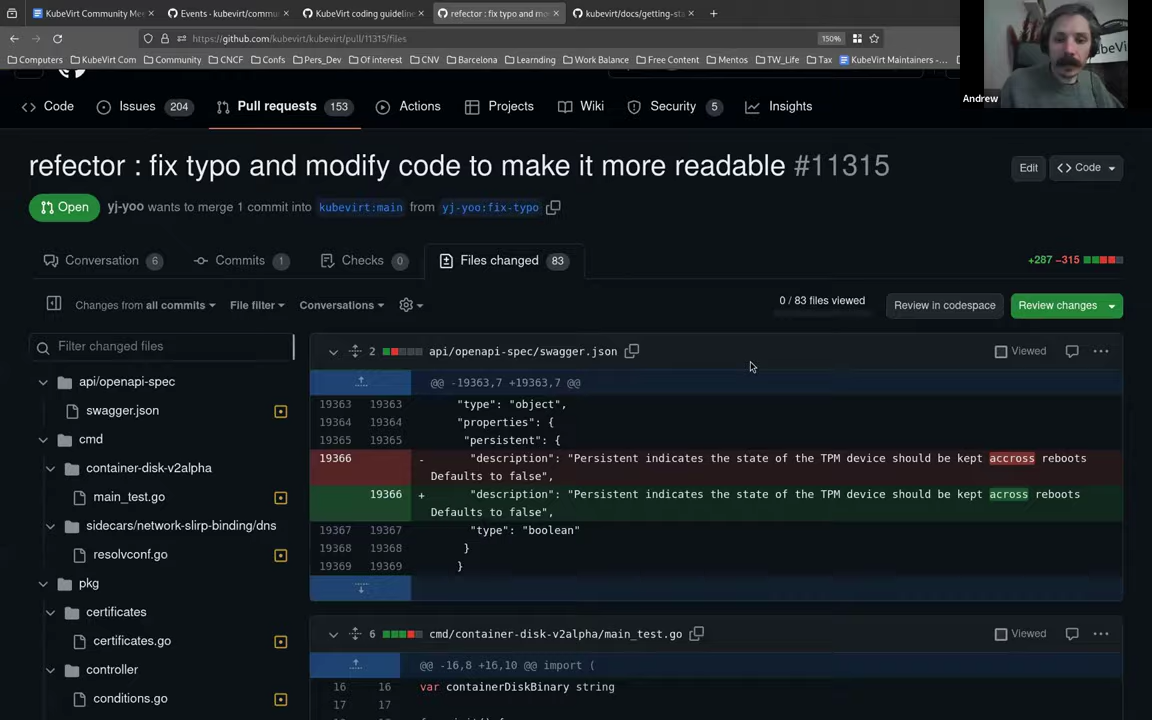 KubeVirt Community Me
Events - kubevirt/commu
KubeVirt coding guideline
refactor : fix typo and mo
kubevirt/docs/getting-sta
https://github.com/kubevirt/kubevirt/pull/11315/files
150%
Computers
KubeVirt Com
Community
CNCF
Confs
Pers_Dev
Of interest
CNV
Barcelona
Learnding
Work Balance
Free Content
Mentos
TW_Life
Tax
KubeVirt Maintainers -...
Andrew
Code
Issues 204
Pull requests 153
Actions
Projects
Wiki
Security 5
Insights
refector : fix typo and modify code to make it more readable #11315
Edit
Code
Open
yj-yoo wants to merge 1 commit into kubevirt:main from yj-yoo:fix-typo
Conversation 6
Commits 1
Checks 0
Files changed 83
+287 −315
Changes from all commits
File filter
Conversations
0 / 83 files viewed
Review in codespace
Review changes
Filter changed files
api/openapi-spec
swagger.json
cmd
container-disk-v2alpha
main_test.go
sidecars/network-slirp-binding/dns
resolvconf.go
pkg
certificates
certificates.go
controller
conditions.go
2 api/openapi-spec/swagger.json
Viewed
@@ -19363,7 +19363,7 @@
19363 19363 "type": "object",
19364 19364 "properties": {
19365 19365 "persistent": {
19366 - "description": "Persistent indicates the state of the TPM device should be kept accross reboots
Defaults to false",
19366 + "description": "Persistent indicates the state of the TPM device should be kept across reboots
Defaults to false",
19367 19367 "type": "boolean"
19368 19368 }
19369 19369 }
6 cmd/container-disk-v2alpha/main_test.go
Viewed
@@ -16,8 +16,10 @@ import (
16 16 var containerDiskBinary string
17 17